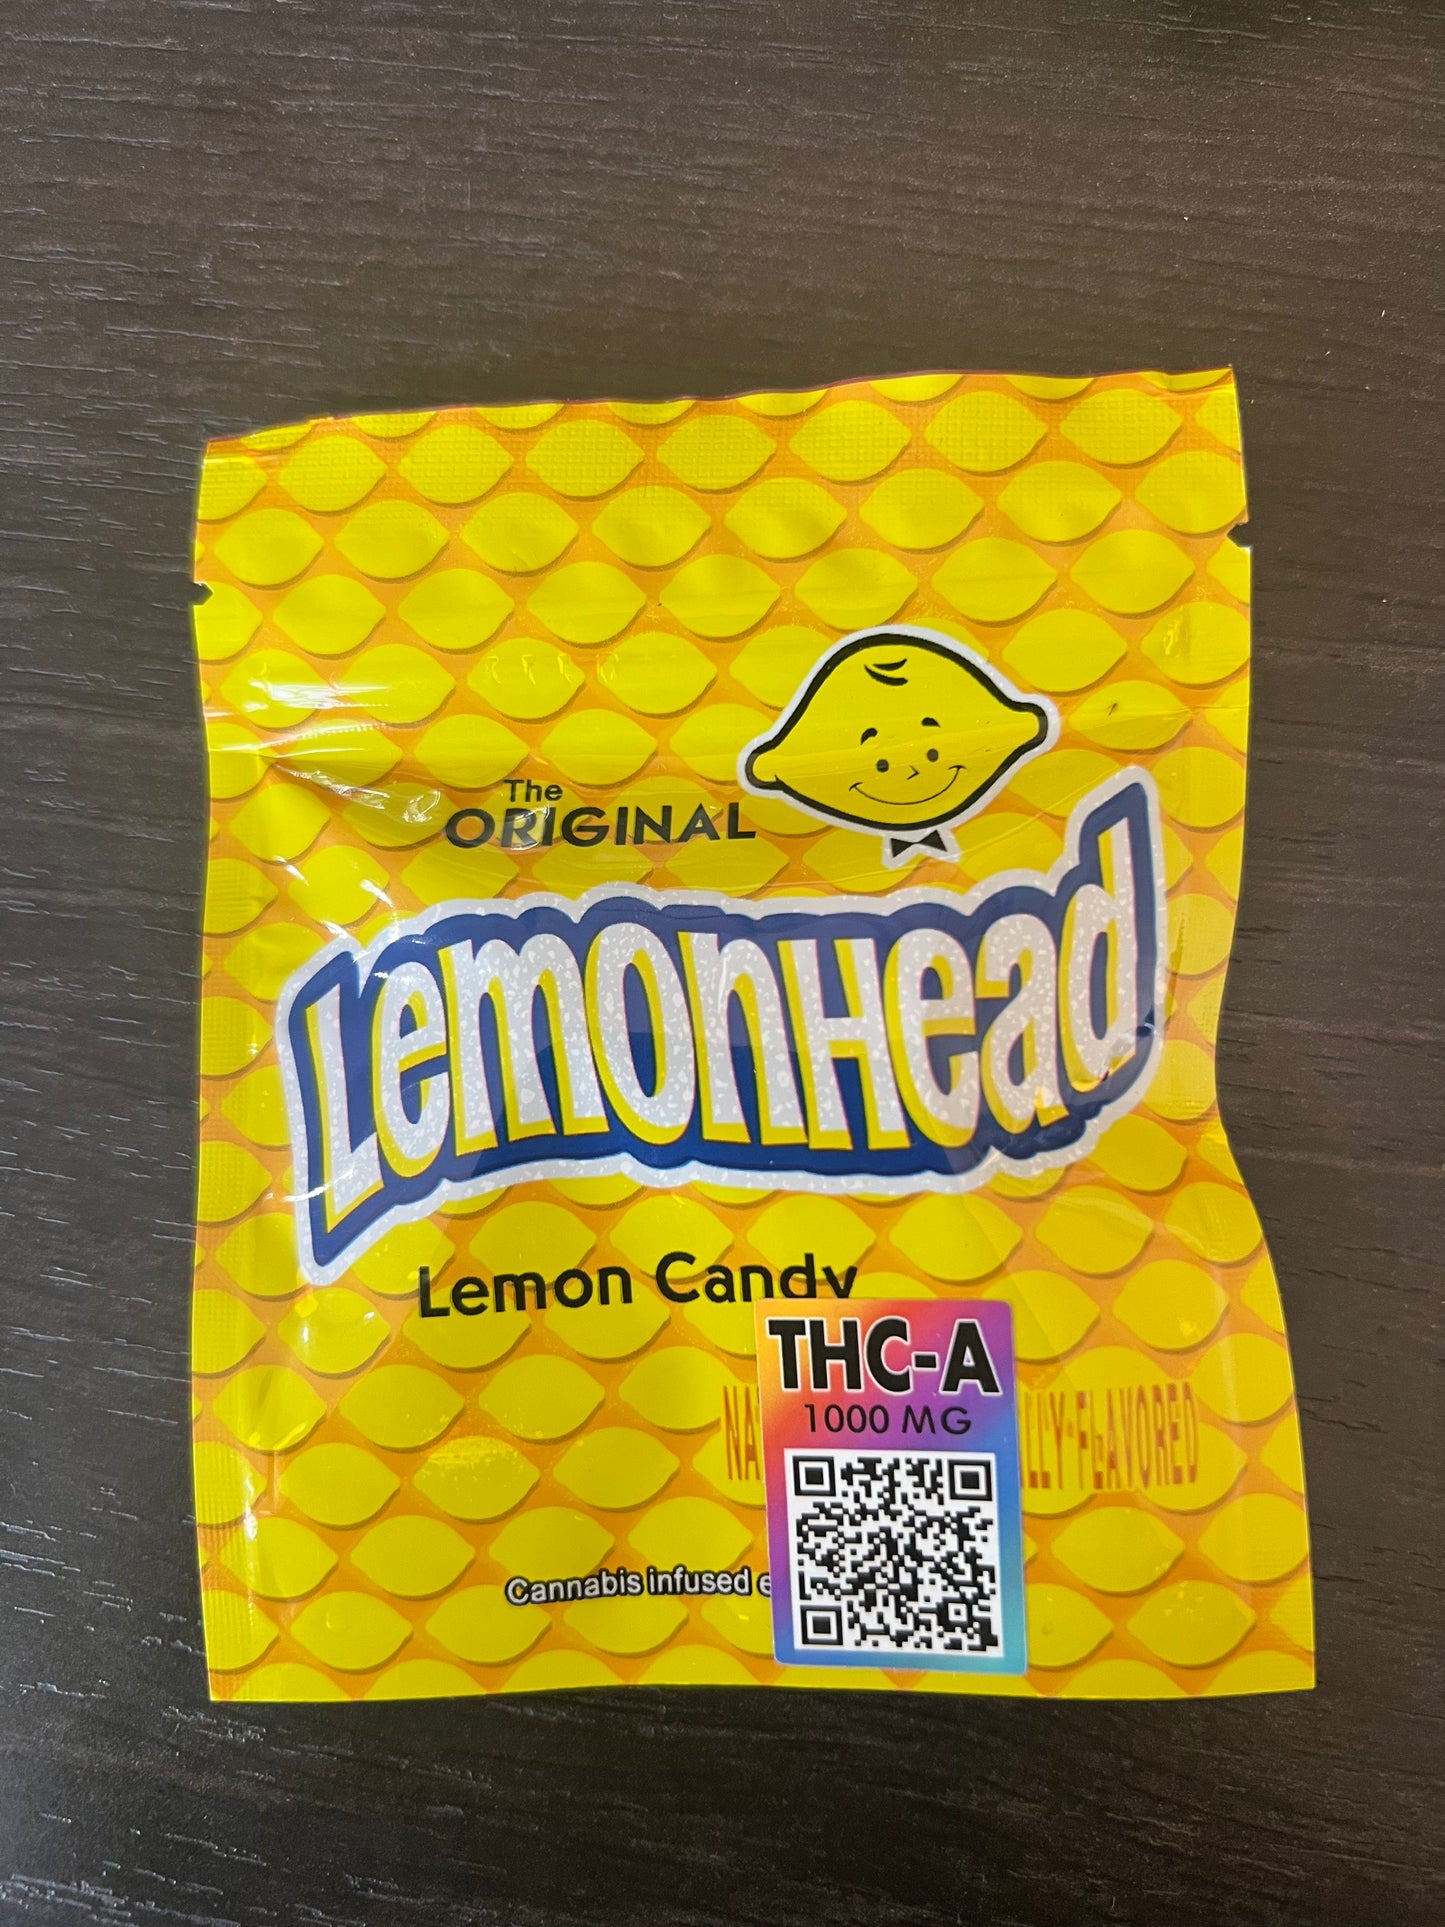 The
ORIGINAL
LemonHead
Lemon Candy
THC-A
1000 MG
Cannabis infused